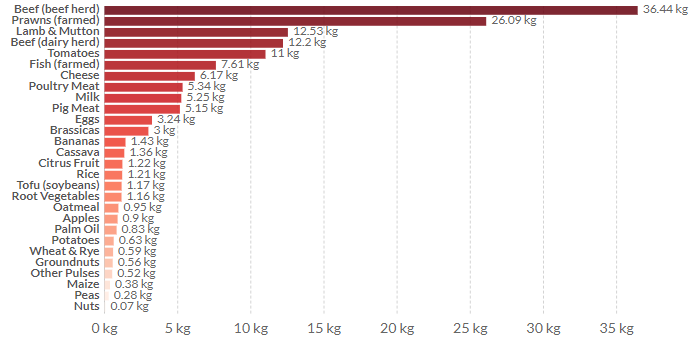 Beef (beef herd) 36.44 kg
Prawns (farmed) 26.09 kg
Lamb & Mutton 12.53 kg
Beef (dairy herd) 12.2 kg
Tomatoes 11 kg
Fish (farmed) 7.61 kg
Cheese 6.17 kg
Poultry Meat 5.34 kg
Milk 5.25 kg
Pig Meat 5.15 kg
Eggs 3.24 kg
Brassicas 3 kg
Bananas 1.43 kg
Cassava 1.36 kg
Citrus Fruit 1.22 kg
Rice 1.21 kg
Tofu (soybeans) 1.17 kg
Root Vegetables 1.16 kg
Oatmeal 0.95 kg
Apples 0.9 kg
Palm Oil 0.83 kg
Potatoes 0.63 kg
Wheat & Rye 0.59 kg
Groundnuts 0.56 kg
Other Pulses 0.52 kg
Maize 0.38 kg
Peas 0.28 kg
Nuts 0.07 kg
0 kg 5 kg 10 kg 15 kg 20 kg 25 kg 30 kg 35 kg